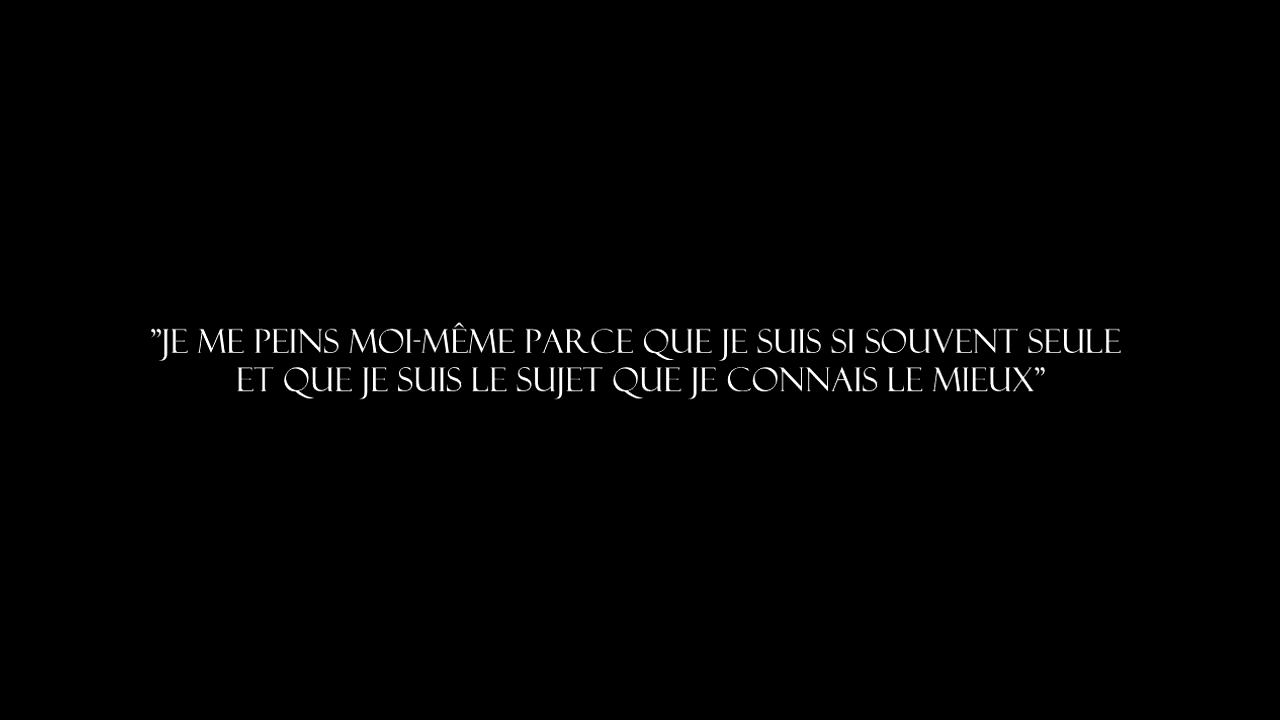 "JE ME PEINS MOI-MÊME PARCE QUE JE SUIS SI SOUVENT SEULE
ET QUE JE SUIS LE SUJET QUE JE CONNAIS LE MIEUX"